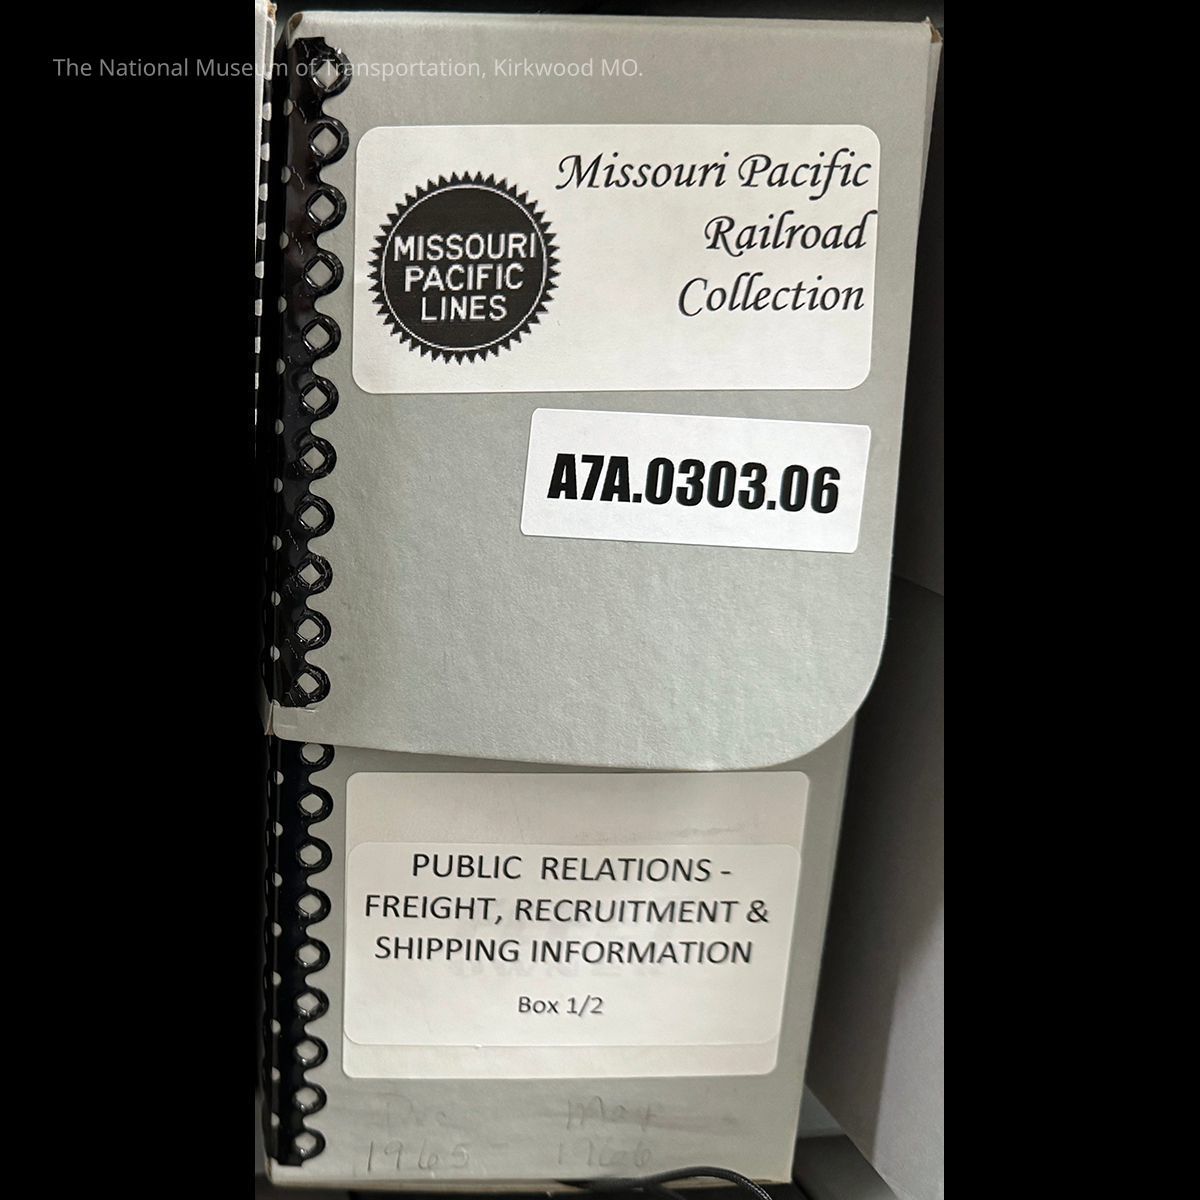 The National Museum of Transportation, Kirkwood MO.
Missouri Pacific
Railroad
Collection
MISSOURI
PACIFIC
LINES
A7A.0303.06
PUBLIC RELATIONS -
FREIGHT, RECRUITMENT &
SHIPPING INFORMATION
Box 1/2
May
1965 1966